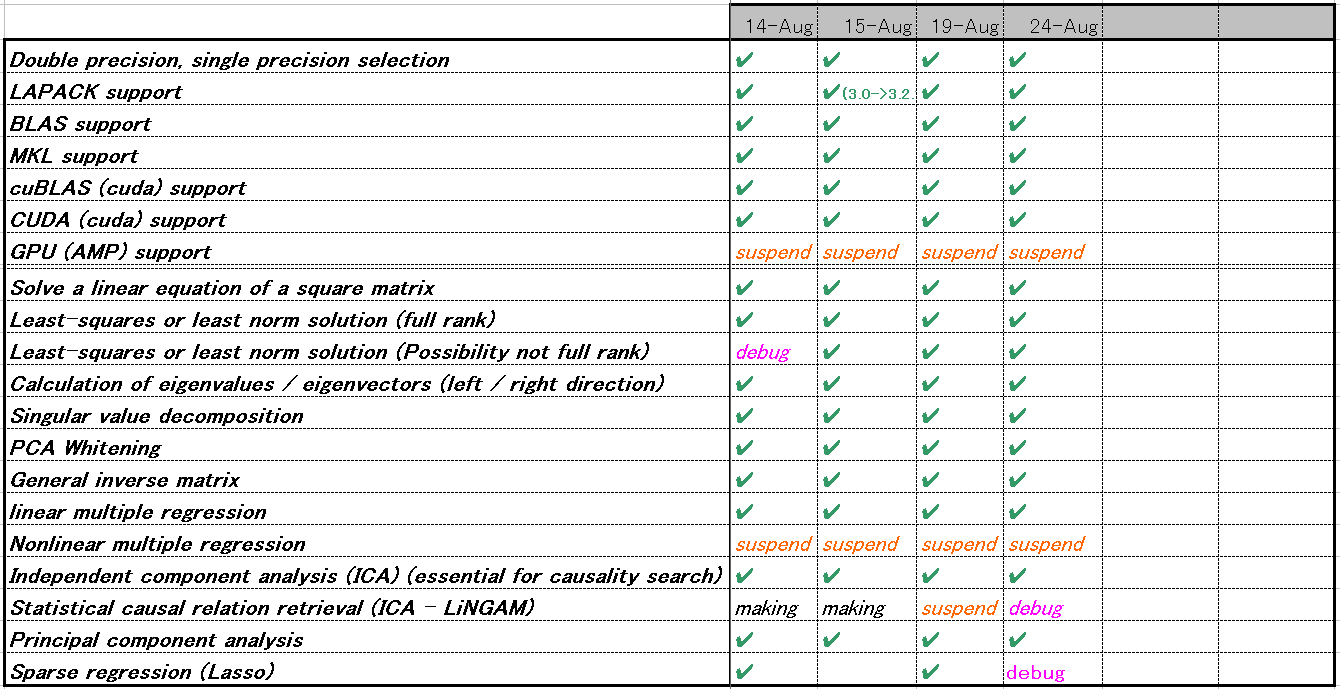 14-Aug 15-Aug 19-Aug 24-Aug
Double precision, single precision selection ✔ ✔ ✔ ✔
LAPACK support ✔ ✔(3.0->3.2. ✔ ✔
BLAS support ✔ ✔ ✔ ✔
MKL support ✔ ✔ ✔ ✔
cuBLAS (cuda) support ✔ ✔ ✔ ✔
CUDA (cuda) support ✔ ✔ ✔ ✔
GPU (AMP) support suspend suspend suspend suspend
Solve a linear equation of a square matrix ✔ ✔ ✔ ✔
Least-squares or least norm solution (full rank) ✔ ✔ ✔ ✔
Least-squares or least norm solution (Possibility not full rank) debug ✔ ✔ ✔
Calculation of eigenvalues / eigenvectors (left / right direction) ✔ ✔ ✔ ✔
Singular value decomposition ✔ ✔ ✔ ✔
PCA Whitening ✔ ✔ ✔ ✔
General inverse matrix ✔ ✔ ✔ ✔
linear multiple regression ✔ ✔ ✔ ✔
Nonlinear multiple regression suspend suspend suspend suspend
Independent component analysis (ICA) (essential for causality search) ✔ ✔ ✔ ✔
Statistical causal relation retrieval (ICA - LiNGAM) making making suspend debug
Principal component analysis ✔ ✔ ✔ ✔
Sparse regression (Lasso) ✔ ✔ debug